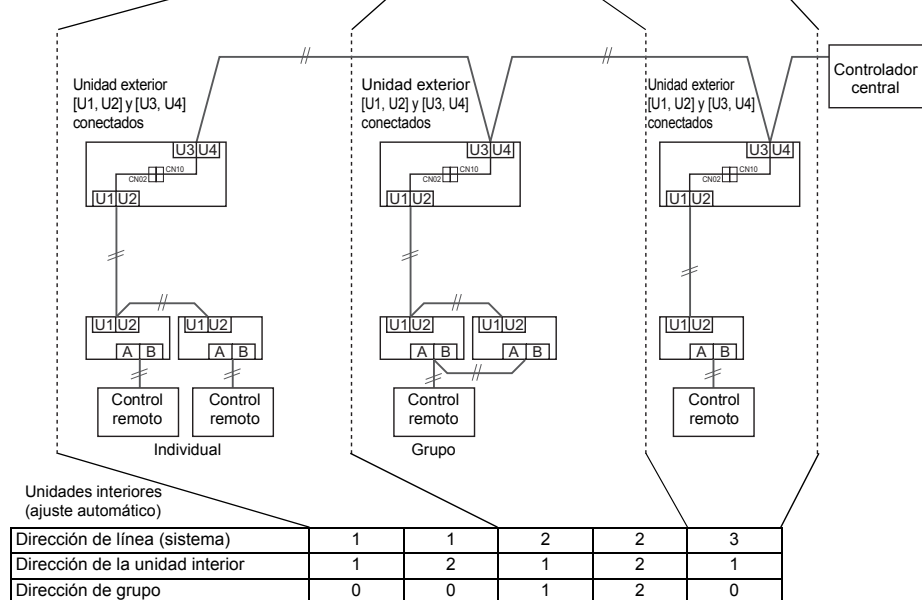 Controlador
central
Unidad exterior
[U1, U2] y [U3, U4]
conectados
Unidad exterior
[U1, U2] y [U3, U4]
conectados
Unidad exterior
[U1, U2] y [U3, U4]
conectados
U3 U4
U3 U4
U3 U4
CN02 CN10
CN02 CN10
CN02 CN10
U1 U2
U1 U2
U1 U2
U1 U2
U1 U2
U1 U2
U1 U2
U1 U2
A B
A B
A B
A B
A B
Control
remoto
Control
remoto
Control
remoto
Control
remoto
Individual
Grupo
Unidades interiores
(ajuste automático)
Dirección de línea (sistema) 1 1 2 2 3
Dirección de la unidad interior 1 2 1 2 1
Dirección de grupo 0 0 1 2 0